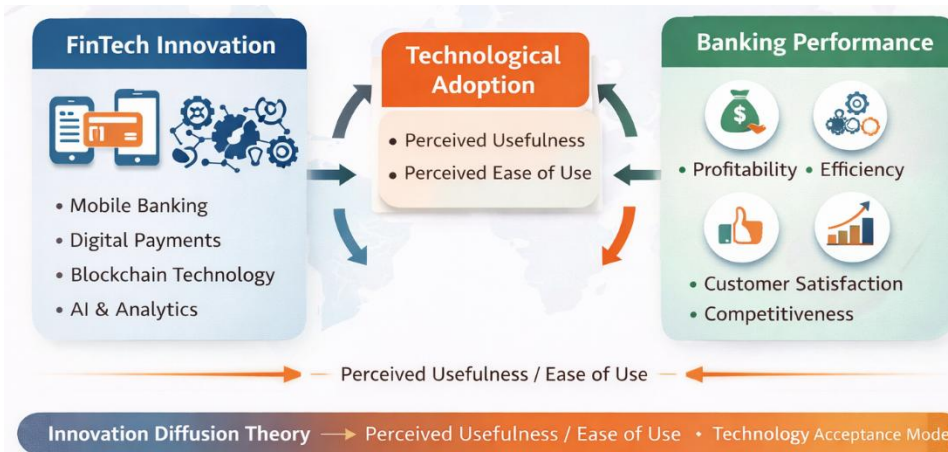 FinTech Innovation
• Mobile Banking
• Digital Payments
• Blockchain Technology
• AI & Analytics
Technological
Adoption
• Perceived Usefulness
• Perceived Ease of Use
Banking Performance
$
• Profitability • Efficiency
• Customer Satisfaction
• Competitiveness
Perceived Usefulness / Ease of Use
Innovation Diffusion Theory → Perceived Usefulness / Ease of Use • Technology Acceptance Mode